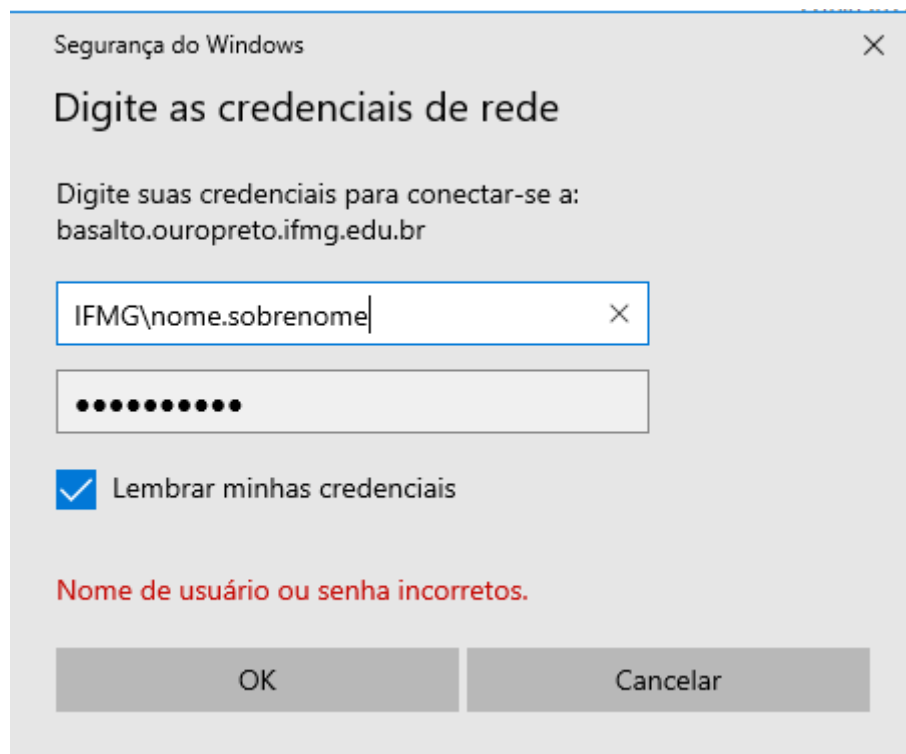 Segurança do Windows
Digite as credenciais de rede
Digite suas credenciais para conectar-se a:
basalto.ouropreto.ifmg.edu.br
IFMG\nome.sobrenome
●●●●●●●●●●
Lembrar minhas credenciais
Nome de usuário ou senha incorretos.
OK
Cancelar